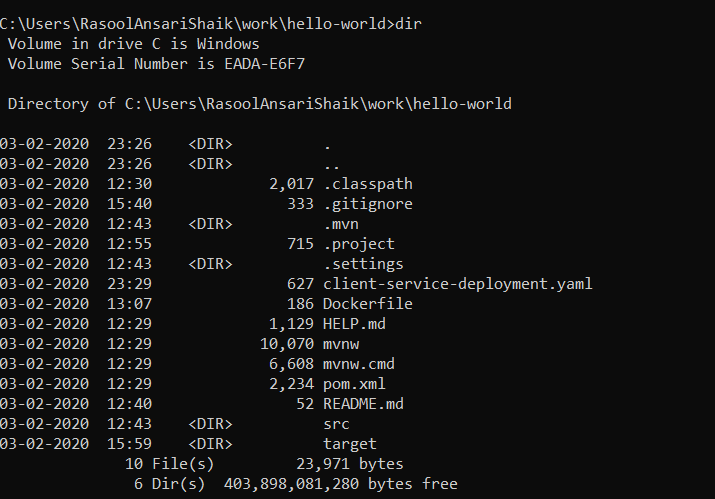 C:\Users\RasoolAnsariShaik\work\hello-world>dir
 Volume in drive C is Windows
 Volume Serial Number is EADA-E6F7

 Directory of C:\Users\RasoolAnsariShaik\work\hello-world

03-02-2020  23:26    <DIR>          .
03-02-2020  23:26    <DIR>          ..
03-02-2020  12:30             2,017 .classpath
03-02-2020  15:40               333 .gitignore
03-02-2020  12:43    <DIR>          .mvn
03-02-2020  12:55               715 .project
03-02-2020  12:43    <DIR>          .settings
03-02-2020  23:29               627 client-service-deployment.yaml
03-02-2020  13:07               186 Dockerfile
03-02-2020  12:29             1,129 HELP.md
03-02-2020  12:29            10,070 mvnw
03-02-2020  12:29             6,608 mvnw.cmd
03-02-2020  12:29             2,234 pom.xml
03-02-2020  12:40                52 README.md
03-02-2020  12:43    <DIR>          src
03-02-2020  15:59    <DIR>          target
              10 File(s)         23,971 bytes
               6 Dir(s)  403,898,081,280 bytes free